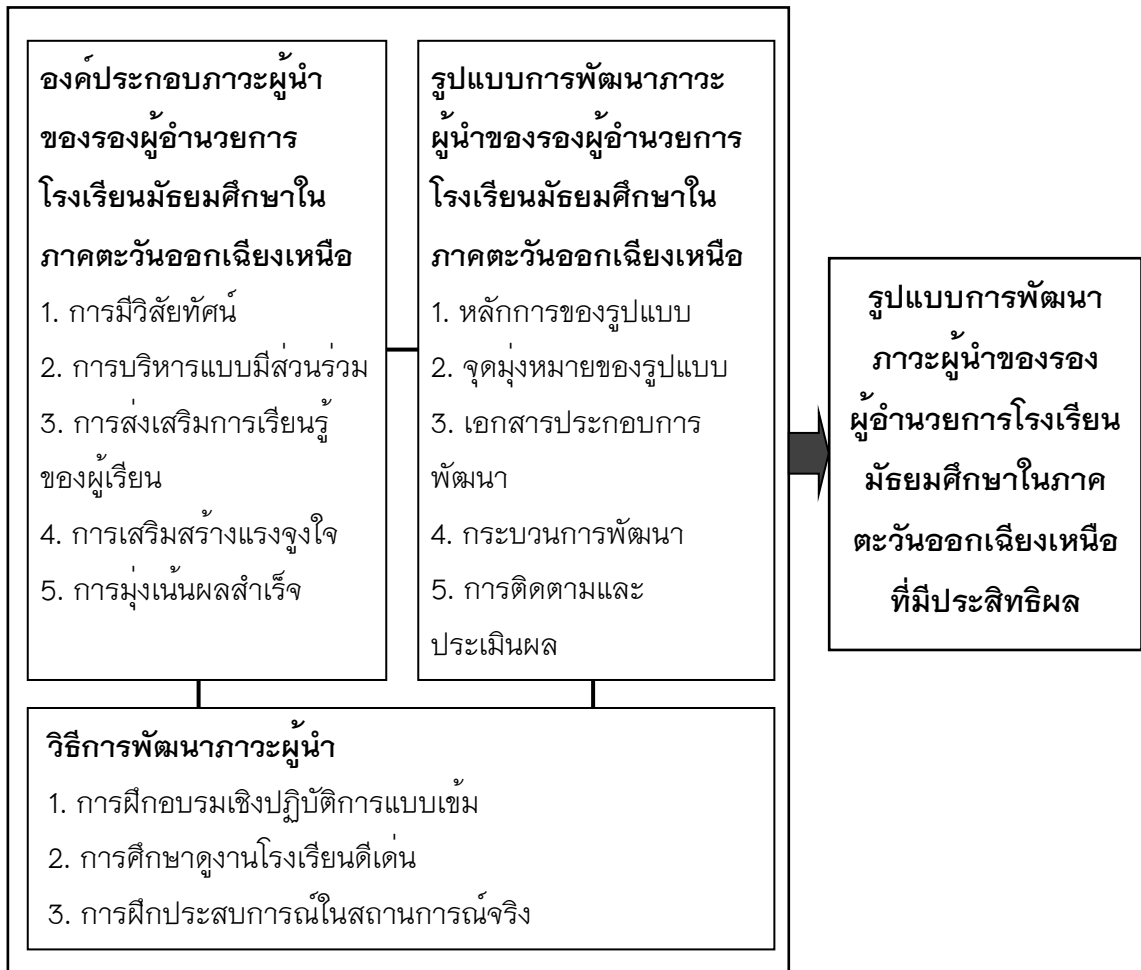 องค์ประกอบภาวะผู้นำ
ของรองผู้อำนวยการ
โรงเรียนมัธยมศึกษาใน
ภาคตะวันออกเฉียงเหนือ
1. การมีวิสัยทัศน์
2. การบริหารแบบมีส่วนร่วม
3. การส่งเสริมการเรียนรู้
ของผู้เรียน
4. การเสริมสร้างแรงจูงใจ
5. การมุ่งเน้นผลสำเร็จ
รูปแบบการพัฒนาภาวะ
ผู้นำของรองผู้อำนวยการ
โรงเรียนมัธยมศึกษาใน
ภาคตะวันออกเฉียงเหนือ
1. หลักการของรูปแบบ
2. จุดมุ่งหมายของรูปแบบ
3. เอกสารประกอบการ
พัฒนา
4. กระบวนการพัฒนา
5. การติดตามและ
ประเมินผล
วิธีการพัฒนาภาวะผู้นำ
1. การฝึกอบรมเชิงปฏิบัติการแบบเข้ม
2. การศึกษาดูงานโรงเรียนดีเด่น
3. การฝึกประสบการณ์ในสถานการณ์จริง
รูปแบบการพัฒนา
ภาวะผู้นำของรอง
ผู้อำนวยการโรงเรียน
มัธยมศึกษาในภาค
ตะวันออกเฉียงเหนือ
ที่มีประสิทธิผล